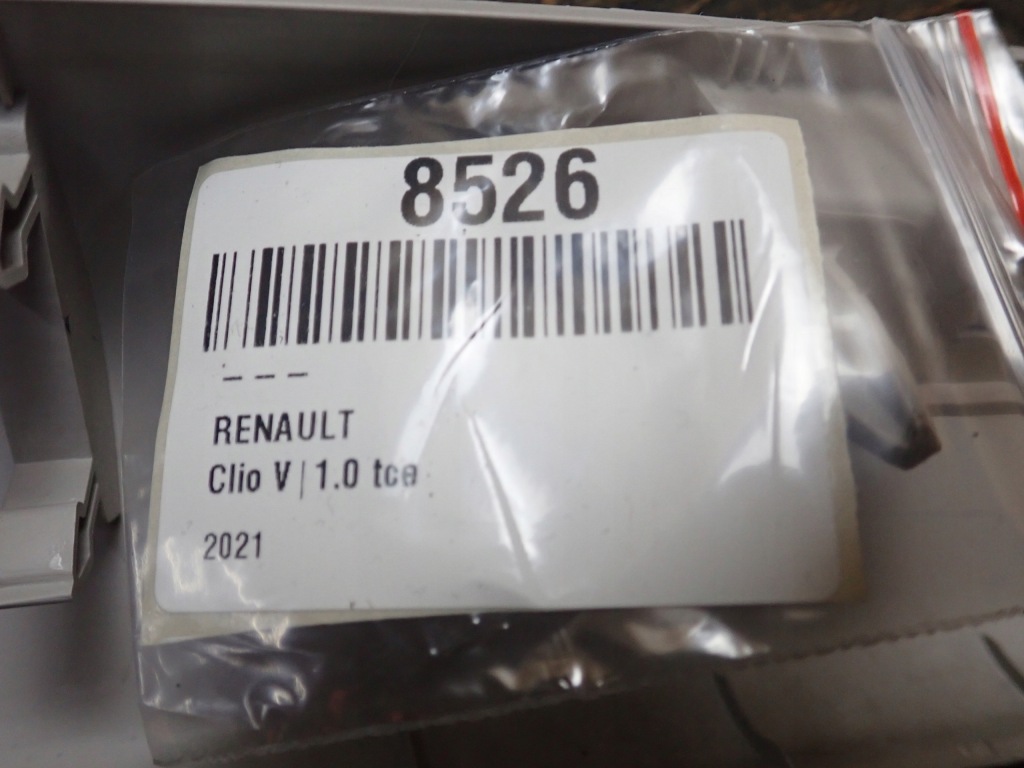 8526
---
RENAULT
Clio V | 1.0 tce
2021